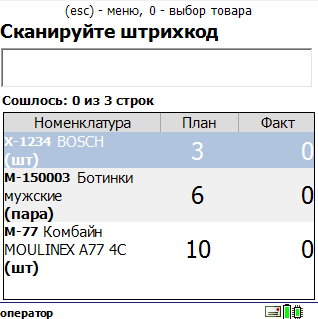 (esc) - меню, 0 - выбор товара
Сканируйте штрихкод
Сошлось: 0 из 3 строк
Номенклатура План Факт
X-1234 BOSCH
(шт) 3 0
M-150003 Ботинки
мужские
(пара) 6 0
M-77 Комбайн
MOULINEX A77 4C
(шт) 10 0
оператор